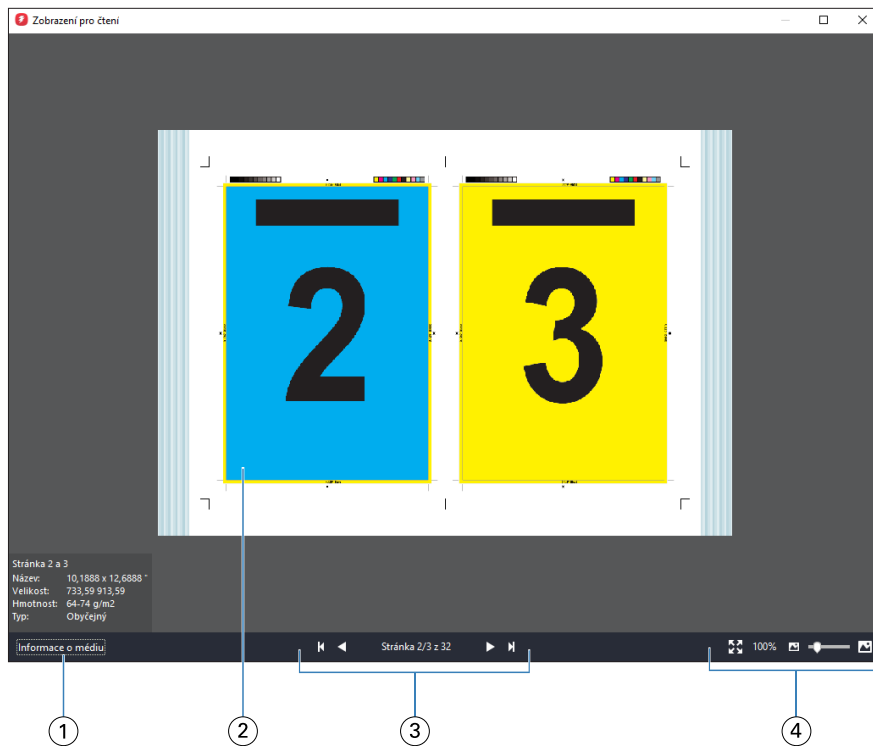 Zobrazení pro čtení
2
3
Stránka 2 a 3
Název: 10,1888 x 12,6888 "
Velikost: 733,59 913,59
Hmotnost: 64-74 g/m2
Typ: Obyčejný
Informace o médiu
Stránka 2/3 z 32
100%
1
2
3
4